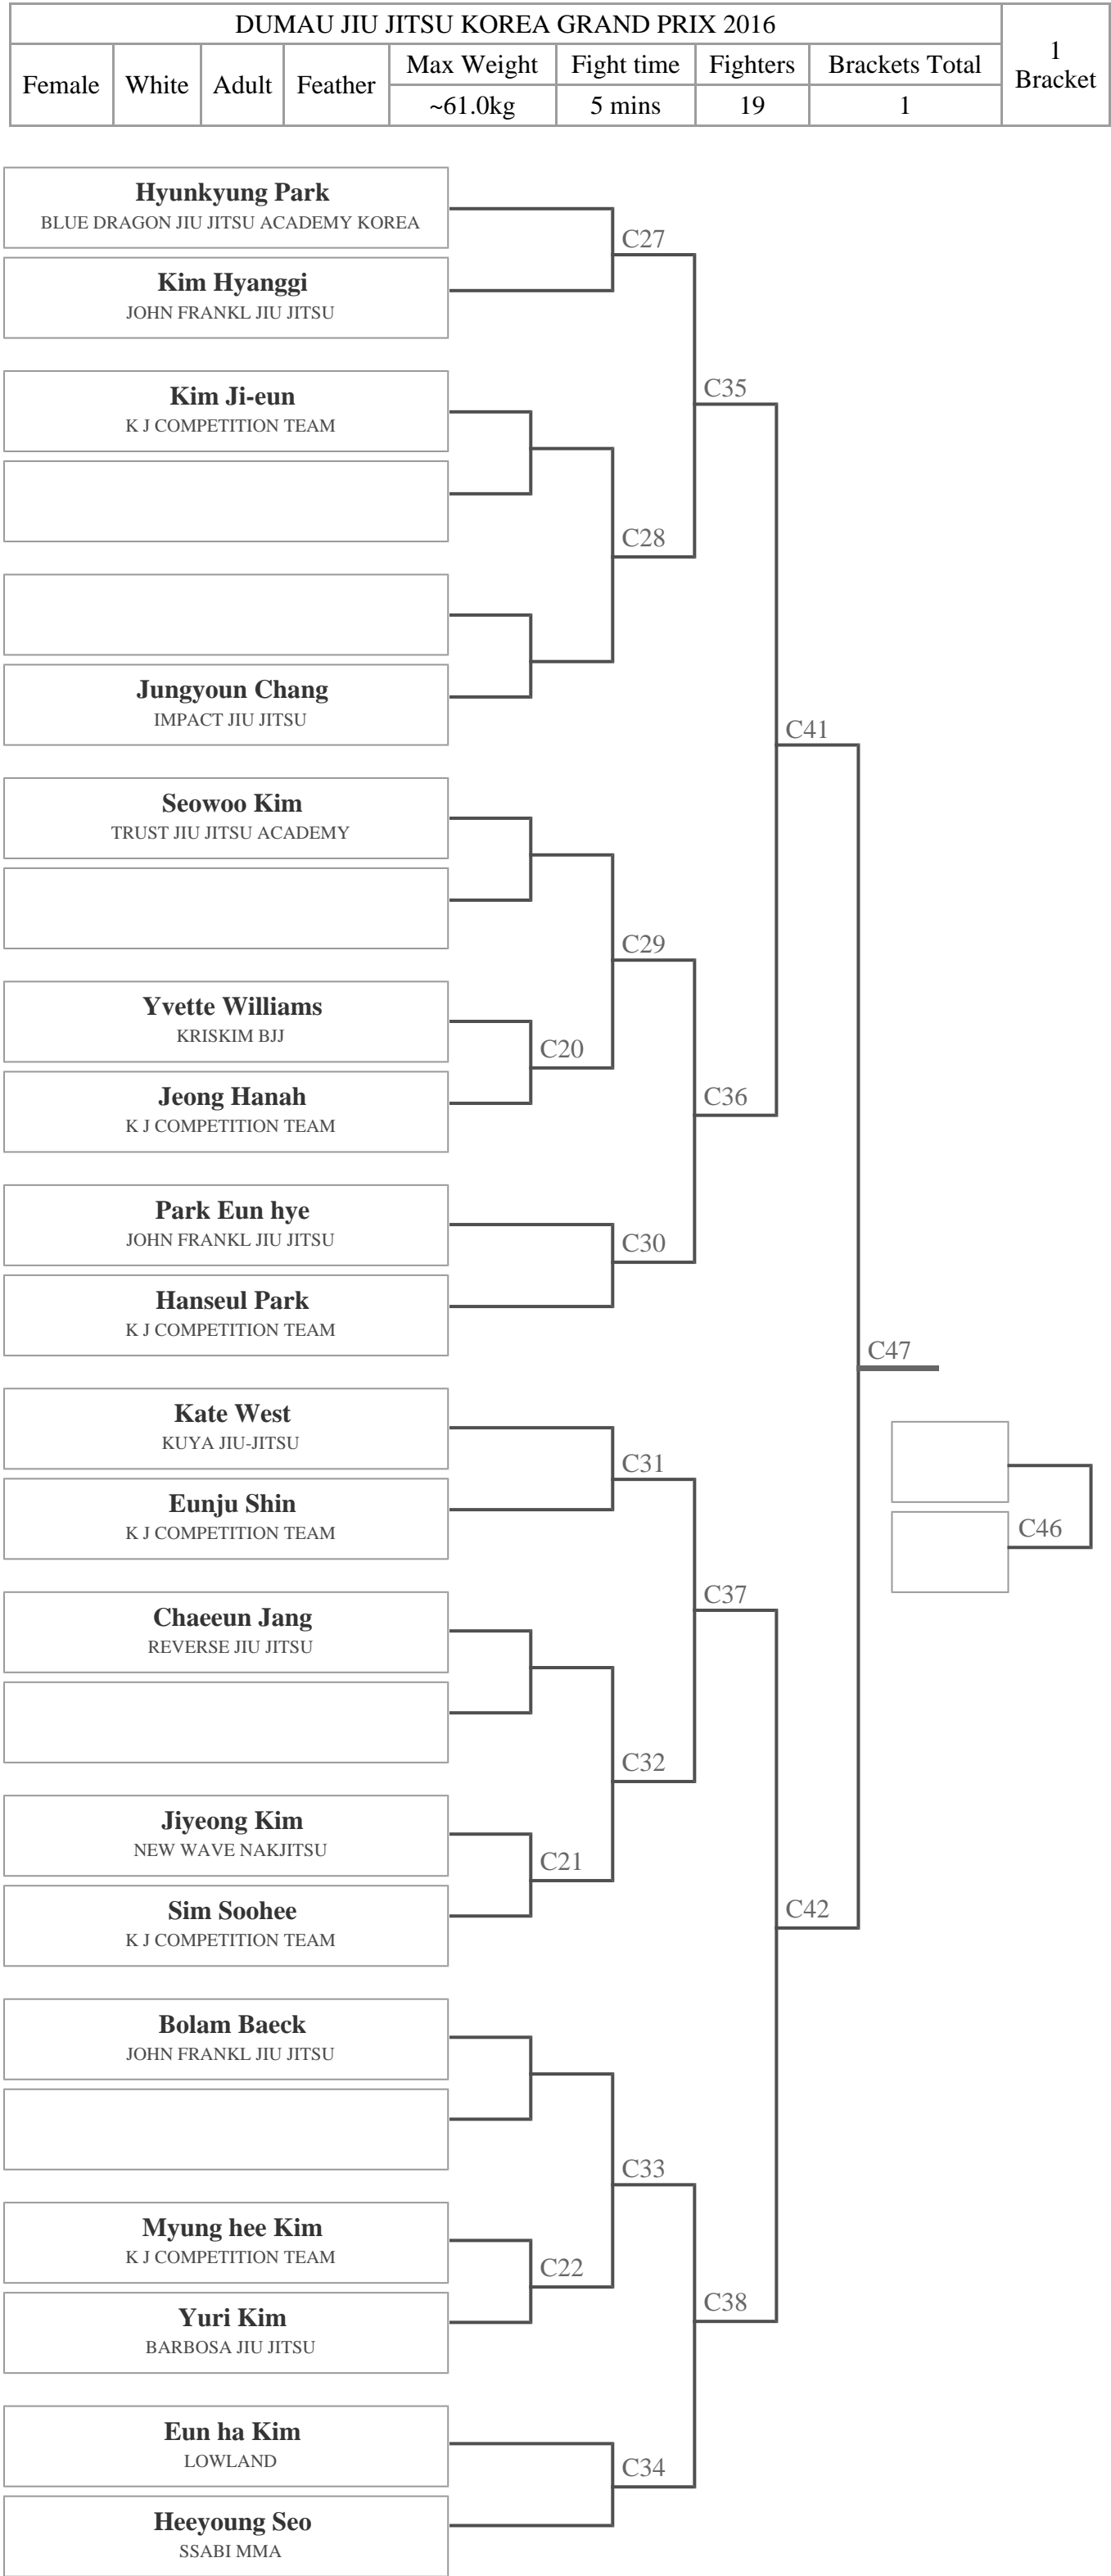 DUMAU JIU JITSU KOREA GRAND PRIX 2016
1
Bracket
Female
White
Adult
Feather
Max Weight
Fight time
Fighters
Brackets Total
~61.0kg
5 mins
19
1
Hyunkyung Park
BLUE DRAGON JIU JITSU ACADEMY KOREA
C27
Kim Hyanggi
JOHN FRANKL JIU JITSU
C35
Kim Ji-eun
K J COMPETITION TEAM
C28
Jungyoun Chang
IMPACT JIU JITSU
C41
Seowoo Kim
TRUST JIU JITSU ACADEMY
C29
Yvette Williams
KRISKIM BJJ
C20
Jeong Hanah
K J COMPETITION TEAM
C36
Park Eun hye
JOHN FRANKL JIU JITSU
C30
Hanseul Park
K J COMPETITION TEAM
C47
Kate West
KUYA JIU-JITSU
C31
Eunju Shin
K J COMPETITION TEAM
C46
C37
Chaeeun Jang
REVERSE JIU JITSU
C32
Jiyeong Kim
NEW WAVE NAKJITSU
C21
Sim Soohee
K J COMPETITION TEAM
C42
Bolam Baeck
JOHN FRANKL JIU JITSU
C33
Myung hee Kim
K J COMPETITION TEAM
C22
Yuri Kim
BARBOSA JIU JITSU
C38
Eun ha Kim
LOWLAND
C34
Heeyoung Seo
SSABI MMA